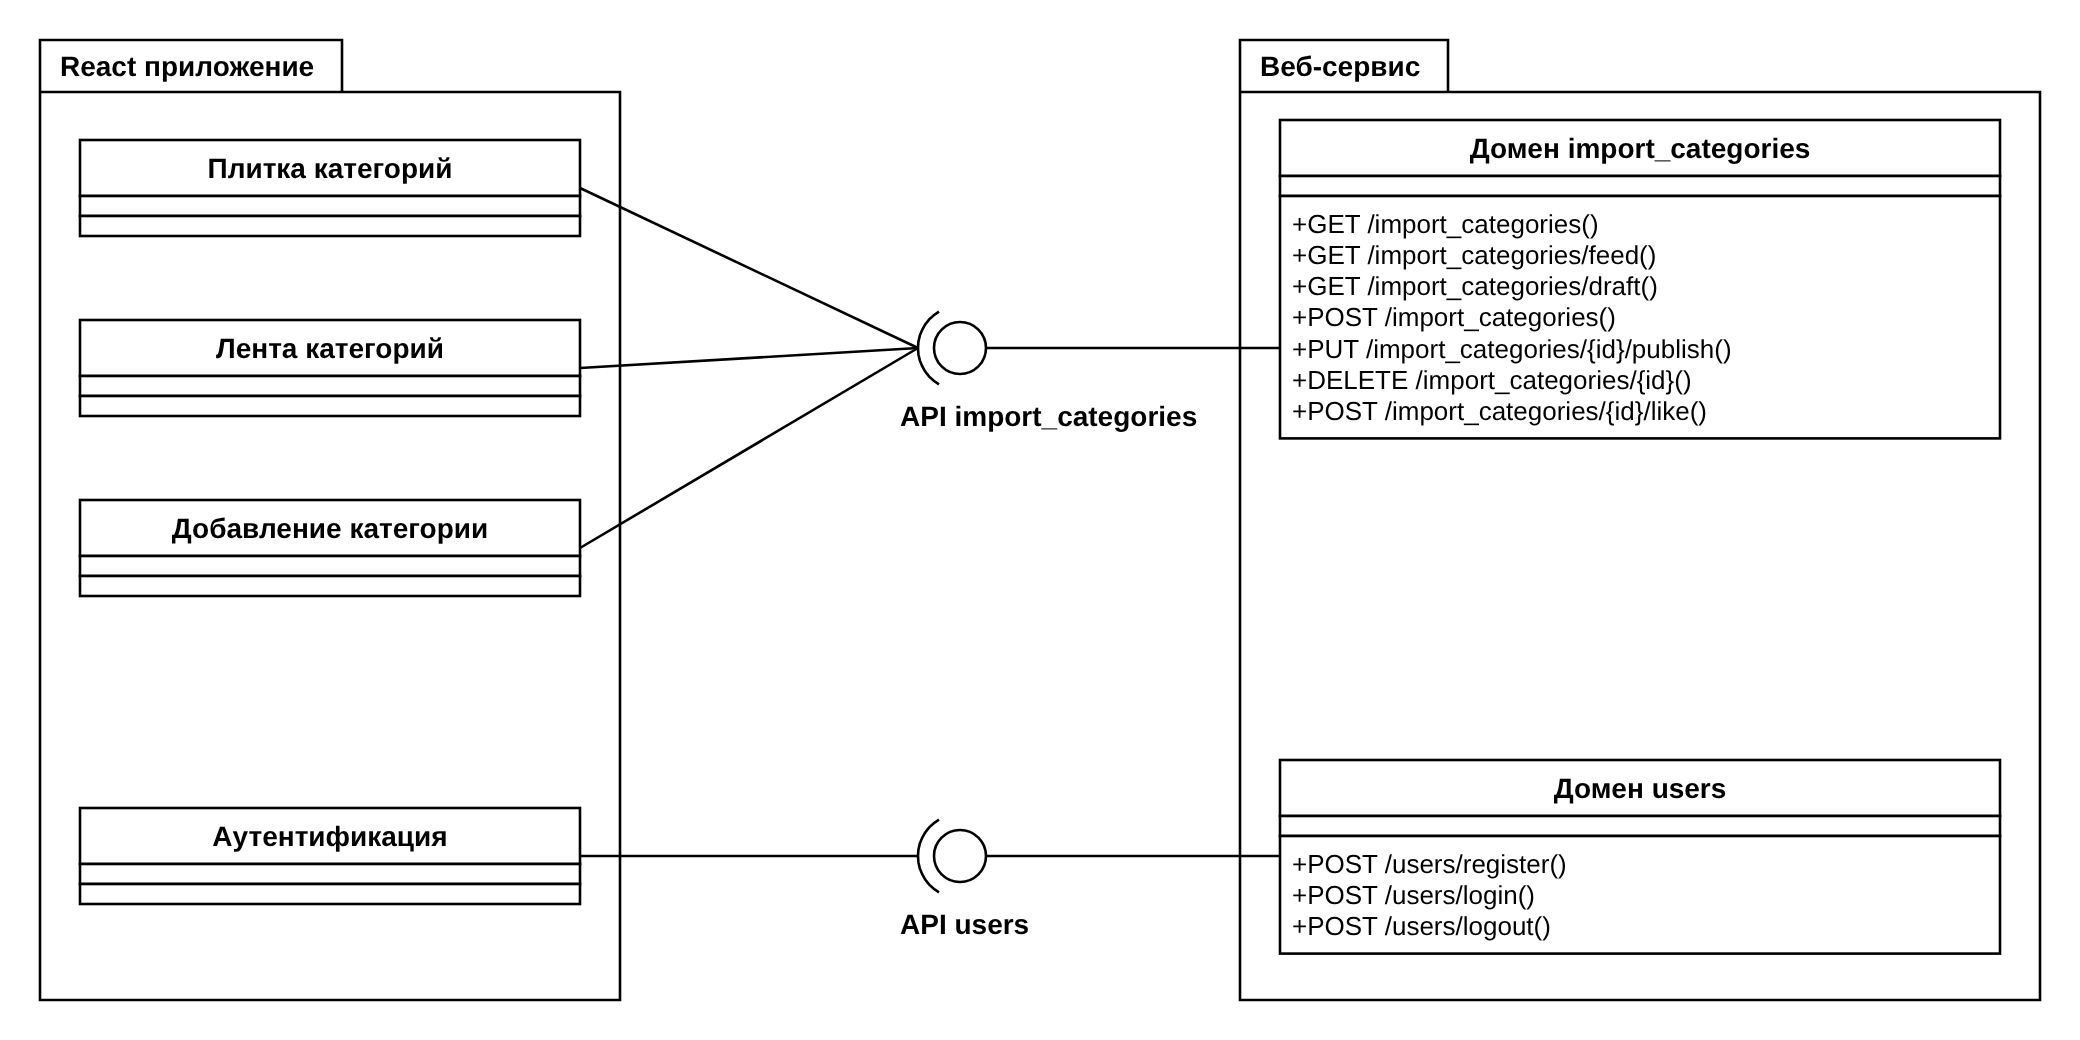 React приложение
Плитка категорий
Лента категорий
Добавление категории
Аутентификация
API import_categories
API users
Веб-сервис
Домен import_categories
+GET /import_categories()
+GET /import_categories/feed()
+GET /import_categories/draft()
+POST /import_categories()
+PUT /import_categories/{id}/publish()
+DELETE /import_categories/{id}()
+POST /import_categories/{id}/like()
Домен users
+POST /users/register()
+POST /users/login()
+POST /users/logout()